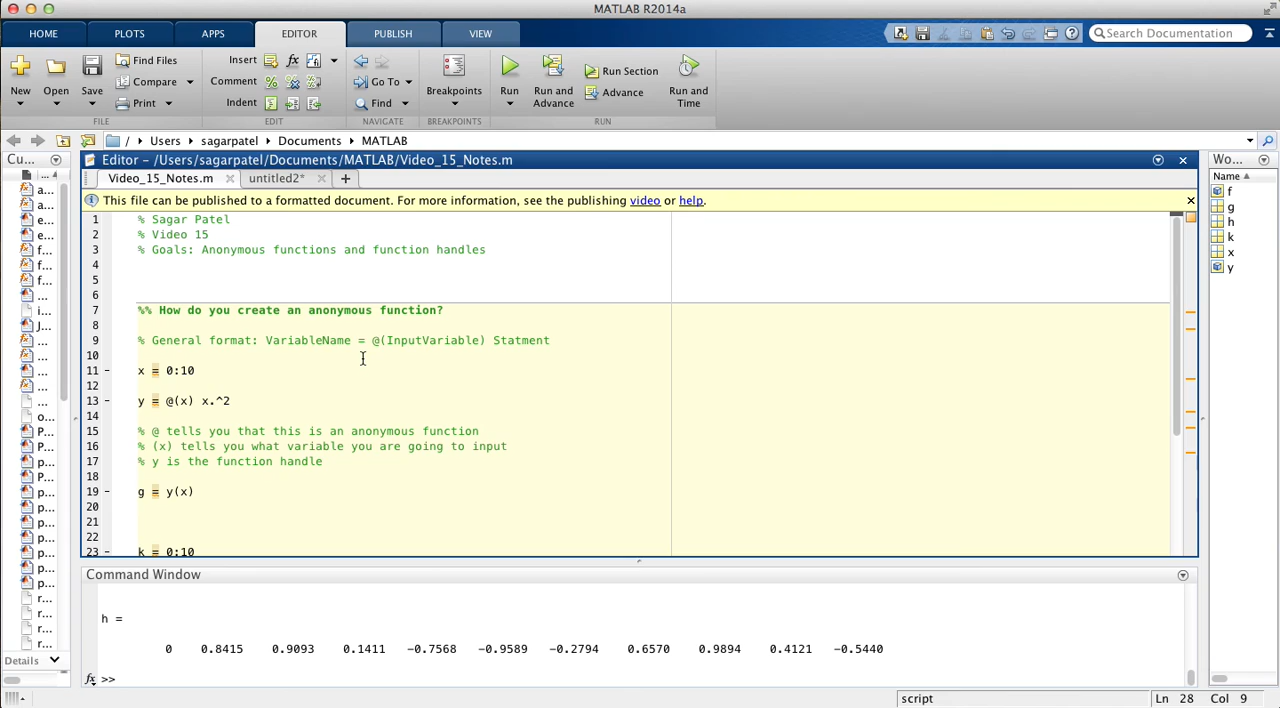 MATLAB R2014a
HOME PLOTS APPS EDITOR PUBLISH VIEW Search Documentation
New Open Save Find Files Compare Print Insert fx Comment Indent Go To Find Breakpoints Run Run and Advance Run Section Advance Run and Time
FILE EDIT NAVIGATE BREAKPOINTS RUN
/ Users sagarpatel Documents MATLAB
Cu...
Editor - /Users/sagarpatel/Documents/MATLAB/Video_15_Notes.m
Wo...
Video_15_Notes.m × untitled2* × +
Name
This file can be published to a formatted document. For more information, see the publishing video or help.
1 % Sagar Patel
2 % Video 15
3 % Goals: Anonymous functions and function handles
4
5
6
7 %% How do you create an anonymous function?
8
9 % General format: VariableName = @(InputVariable) Statment
10
11 - x = 0:10
12
13 - y = @(x) x.^2
14
15 % @ tells you that this is an anonymous function
16 % (x) tells you what variable you are going to input
17 % y is the function handle
18
19 - g = y(x)
20
21
22
23 - k = 0:10
a...
a...
e...
e...
f...
f...
f...
...
i...
J...
...
...
...
...
...
o...
P...
P...
p...
P...
p...
p...
p...
p...
p...
p...
p...
r...
r...
r...
f
g
h
k
x
y
Command Window
h =
0 0.8415 0.9093 0.1411 -0.7568 -0.9589 -0.2794 0.6570 0.9894 0.4121 -0.5440
fx >>
Details
script Ln 28 Col 9